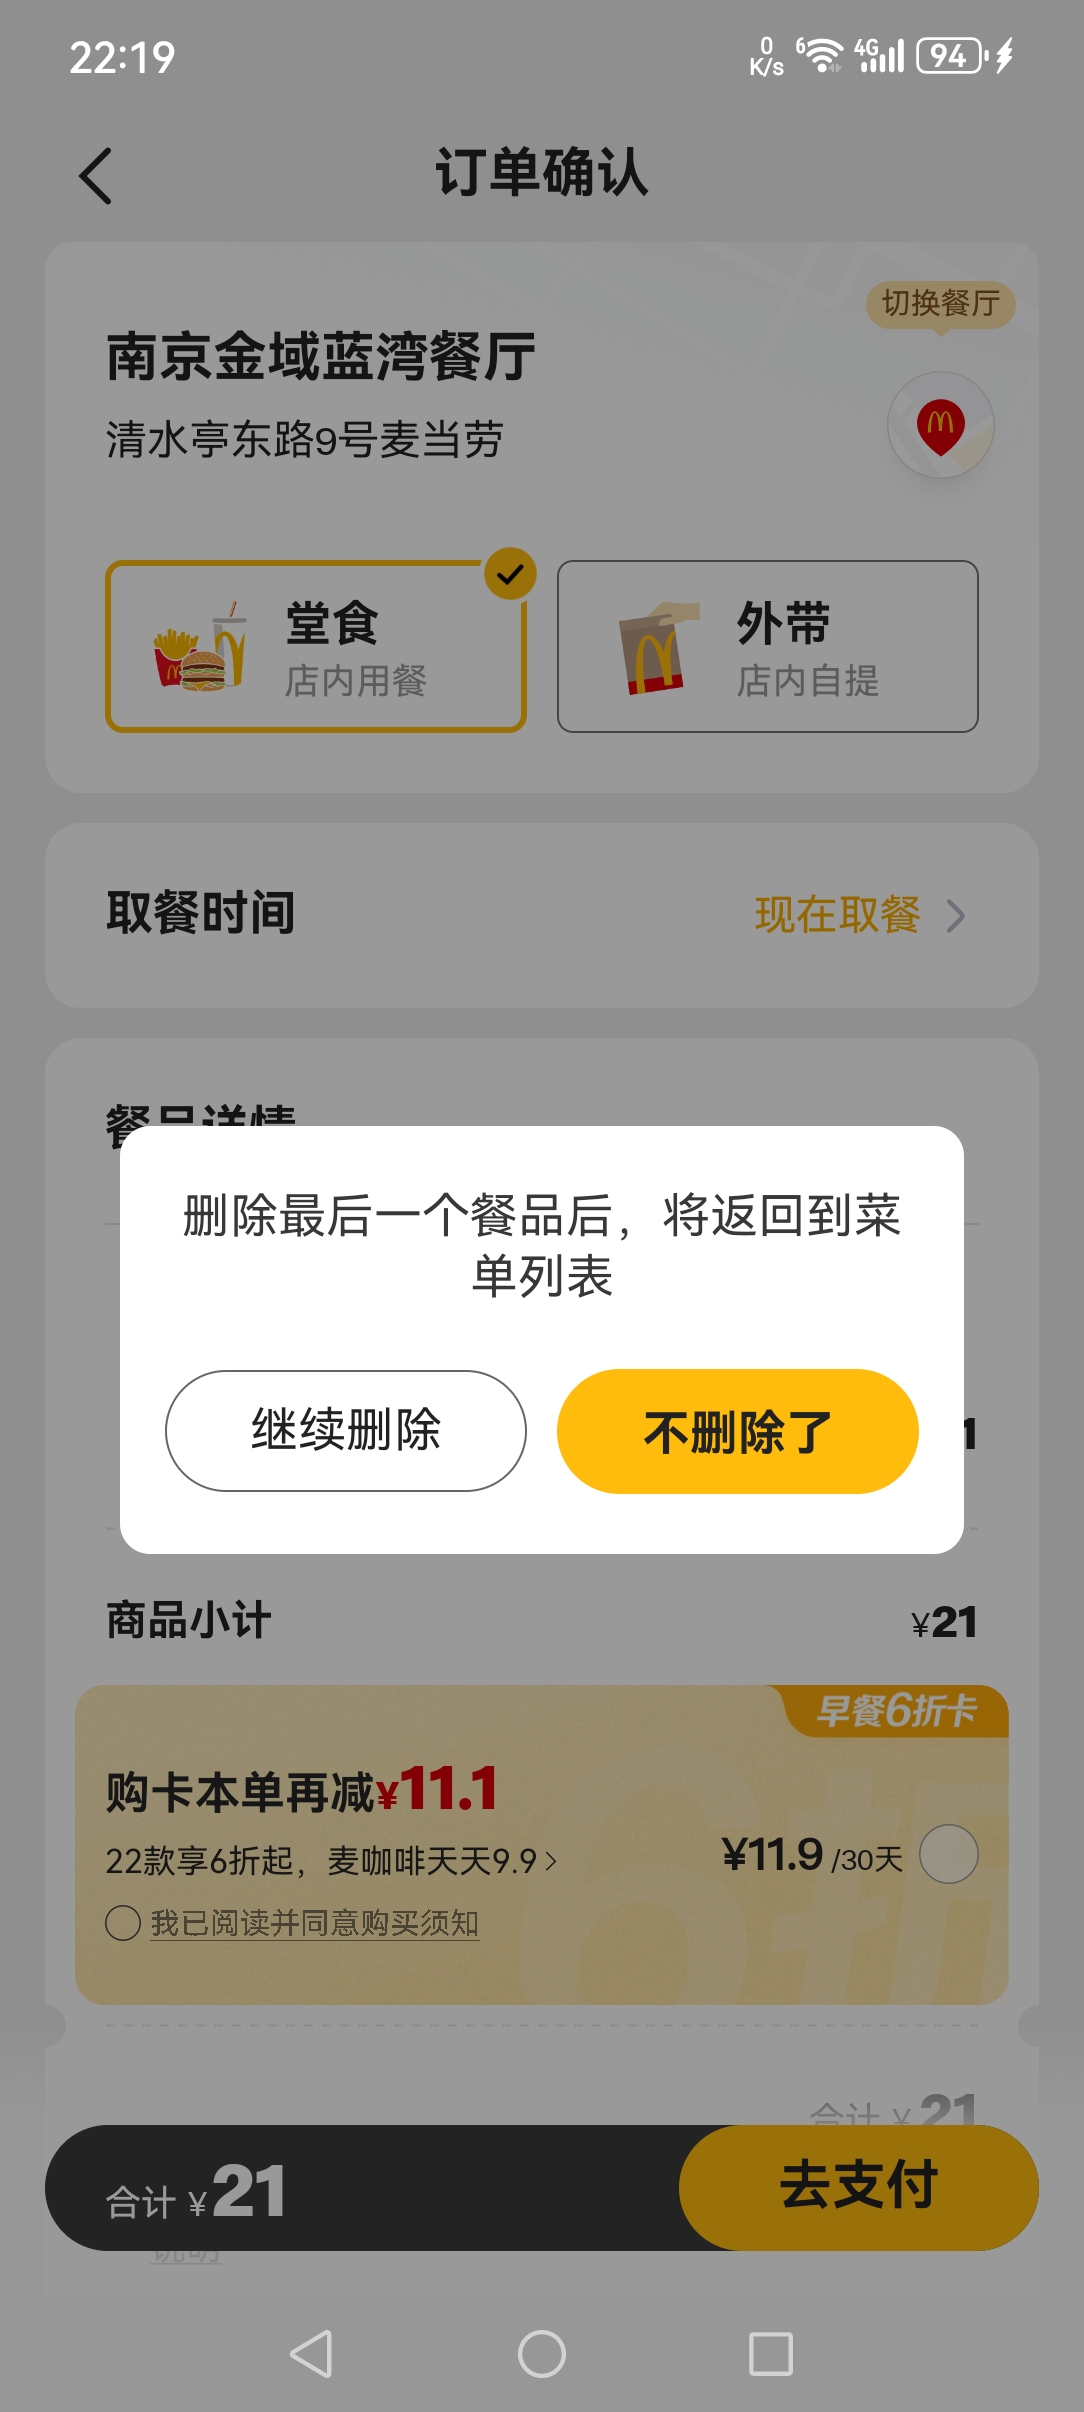 22:19
0 K/s 6 4G 94
订单确认
切换餐厅
南京金域蓝湾餐厅
清水亭东路9号麦当劳
堂食
店内用餐
外带
店内自提
取餐时间
现在取餐
餐品详情
删除最后一个餐品后，将返回到菜
单列表
继续删除
不删除了
1
商品小计
¥21
早餐6折卡
购卡本单再减¥11.1
22款享6折起，麦咖啡天天9.9
¥11.9 /30天
我已阅读并同意购买须知
合计 ¥21
合计 ¥21
去支付
说明